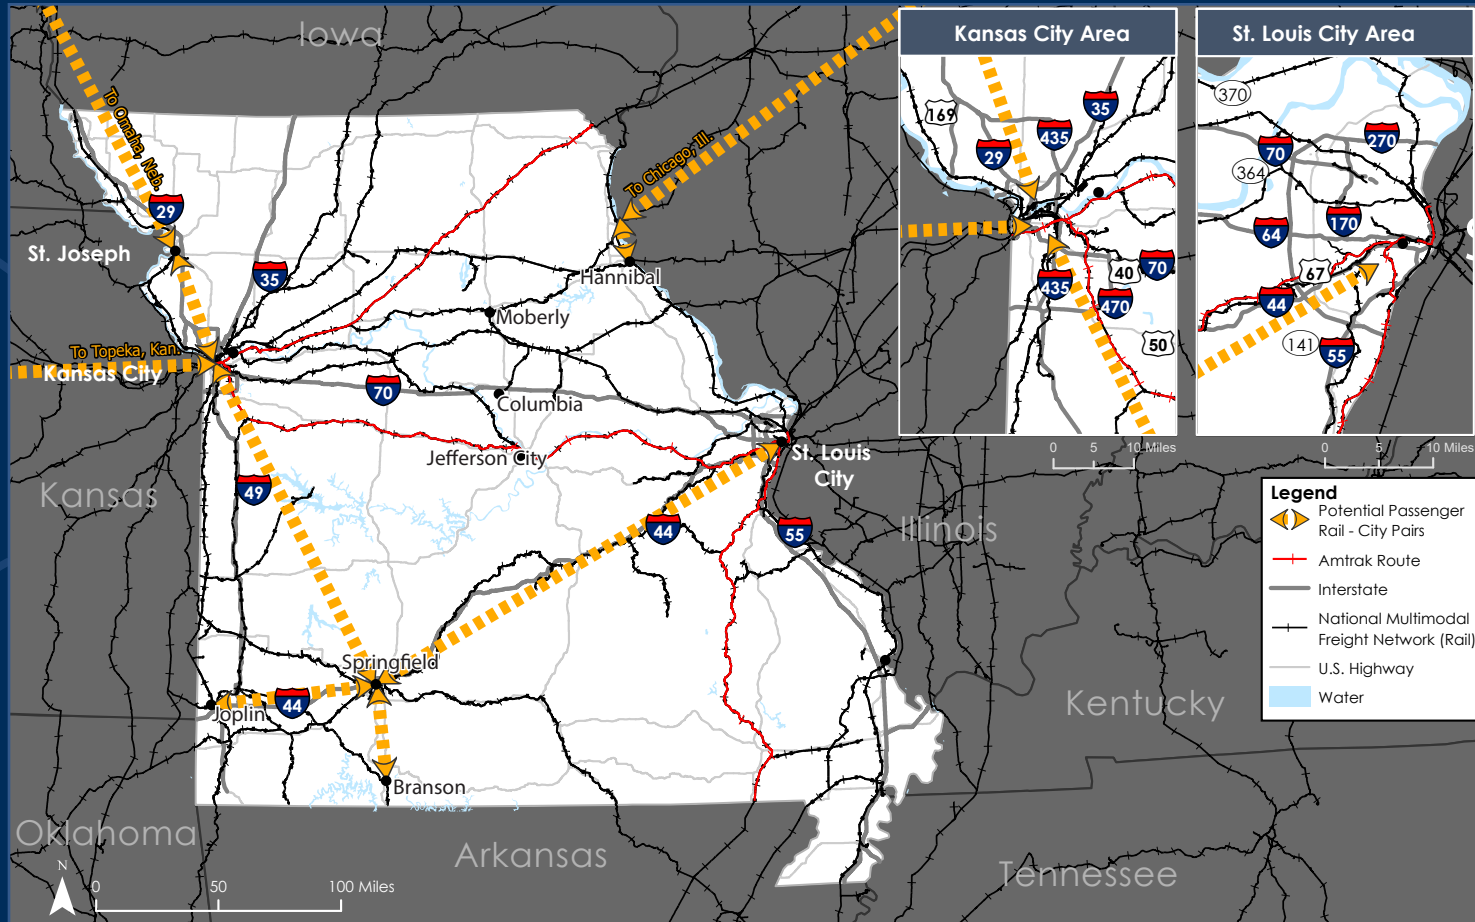 Iowa
To Omaha, Neb.
To Chicago, Ill.
29
St. Joseph
35
Hannibal
Moberly
To Topeka, Kan.
Kansas City
70
Columbia
Jefferson City
St. Louis
City
Kansas
49
44
55
Illinois
Springfield
Joplin
44
Branson
Kentucky
Oklahoma
Arkansas
Tennessee
N
0 50 100 Miles
Kansas City Area
169
35
435
29
40
70
435
470
50
0 5 10 Miles
St. Louis City Area
370
270
70
364
170
64
67
44
141
55
0 5 10 Miles
Legend
Potential Passenger
Rail - City Pairs
Amtrak Route
Interstate
National Multimodal
Freight Network (Rail)
U.S. Highway
Water